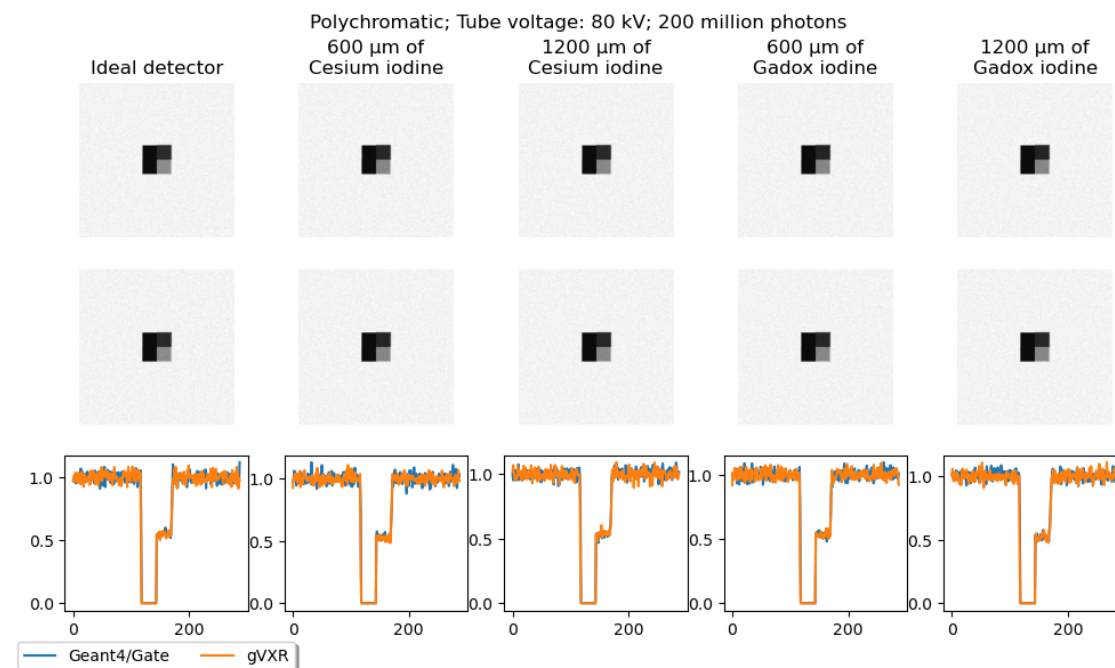 Polychromatic; Tube voltage: 80 kV; 200 million photons
Ideal detector
600 µm of
Cesium iodine
1200 µm of
Cesium iodine
600 µm of
Gadox iodine
1200 µm of
Gadox iodine
1.0
0.5
0.0
0 200
1.0
0.5
0.0
0 200
1.0
0.5
0.0
0 200
1.0
0.5
0.0
0 200
1.0
0.5
0.0
0 200
Geant4/Gate gVXR